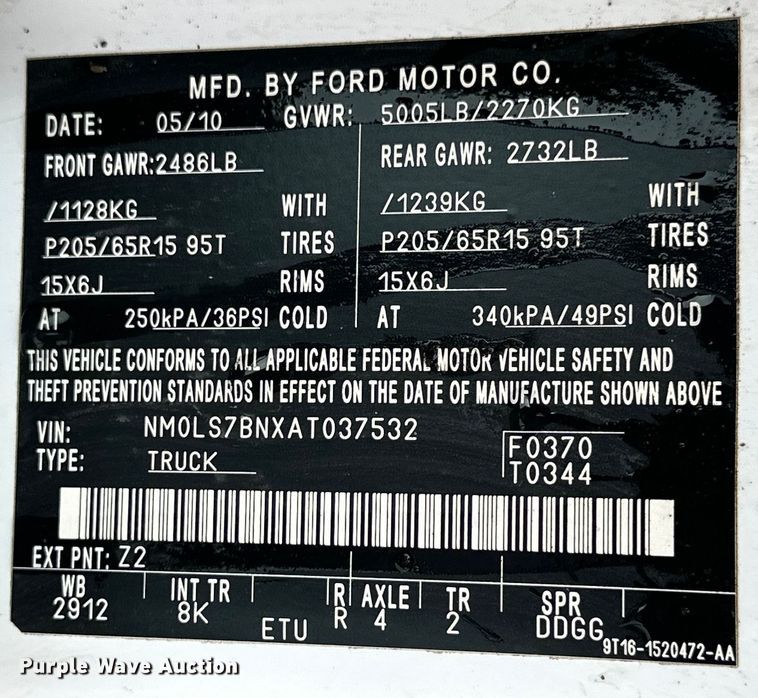 MFD. BY FORD MOTOR CO.
DATE: 05/10 GVWR: 5005LB/2270KG
FRONT GAWR:2486LB REAR GAWR: 2732LB
/1128KG WITH /1239KG WITH
P205/65R15 95T TIRES P205/65R15 95T TIRES
15X6J RIMS 15X6J RIMS
AT 250kPA/36PSI COLD AT 340kPA/49PSI COLD
THIS VEHICLE CONFORMS TO ALL APPLICABLE FEDERAL MOTOR VEHICLE SAFETY AND
THEFT PREVENTION STANDARDS IN EFFECT ON THE DATE OF MANUFACTURE SHOWN ABOVE
VIN: NM0LS7BNXAT037532
F0370
TYPE: TRUCK
T0344
EXT PNT: Z2
WB INT TR R AXLE TR SPR
2912 8K R 4 2 DDGG
ETU
9T16-1520472-AA
Purple Wave Auction